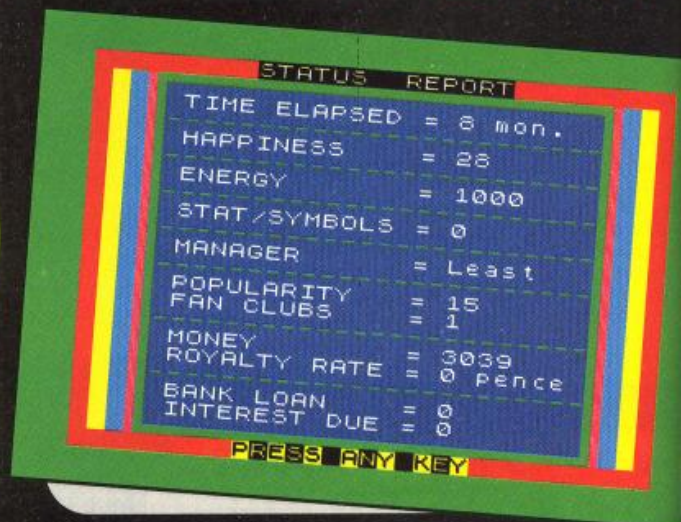 STATUS REPORT
TIME ELAPSED = 8 mon.
HAPPINESS = 28
ENERGY = 1000
STAT/SYMBOLS = 0
MANAGER = Least
POPULARITY = 15
FAN CLUBS = 1
MONEY = 3039
ROYALTY RATE = 0 pence
BANK LOAN = 0
INTEREST DUE = 0
PRESS ANY KEY